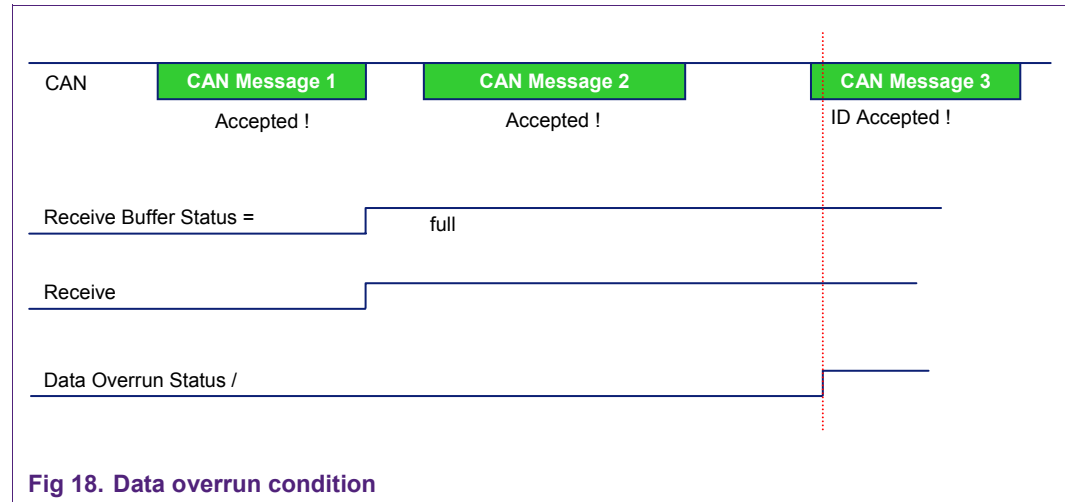 CAN
CAN Message 1
CAN Message 2
CAN Message 3
Accepted !
Accepted !
ID Accepted !
Receive Buffer Status =
full
Receive
Data Overrun Status /
Fig 18. Data overrun condition